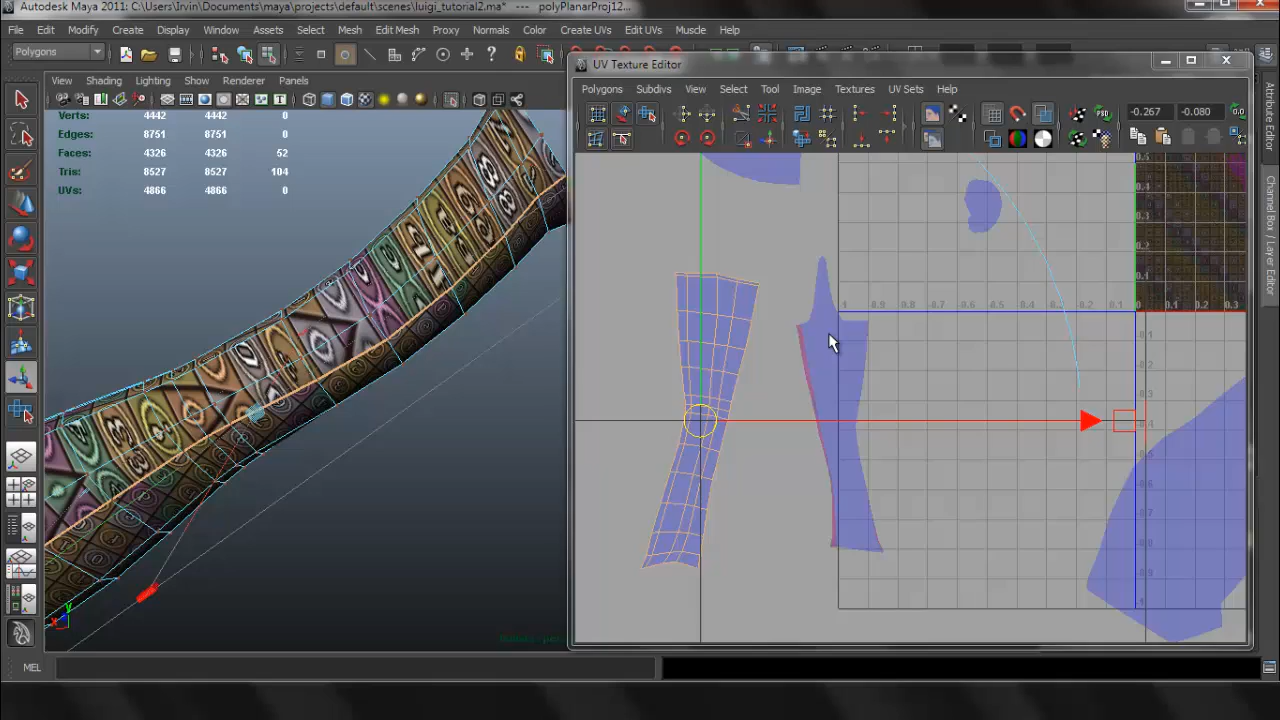 Autodesk Maya 2011: C:\Users\Irvin\Documents\maya\projects\default\scenes\luigi_tutorial2.ma* --- polyPlanarProj12...
File Edit Modify Create Display Window Assets Select Mesh Edit Mesh Proxy Normals Color Create UVs Edit UVs Muscle Help
Polygons
View Shading Lighting Show Renderer Panels
Verts: 4442 4442 0
Edges: 8751 8751 0
Faces: 4326 4326 52
Tris: 8527 8527 104
UVs: 4866 4866 0
UV Texture Editor
Polygons Subdivs View Select Tool Image Textures UV Sets Help
-0.267 -0.080
Attribute Editor
Channel Box / Layer Editor
MEL